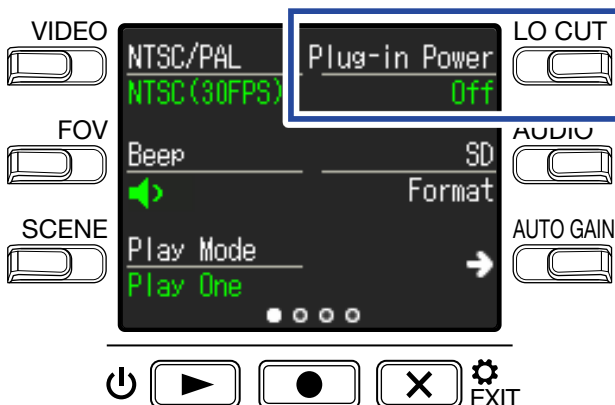 VIDEO
LO CUT
NTSC/PAL
Plug-in Power
NTSC(30FPS)
Off
FOV
AUDIO
Beep
SD
Format
SCENE
AUTO GAIN
Play Mode
Play One
EXIT